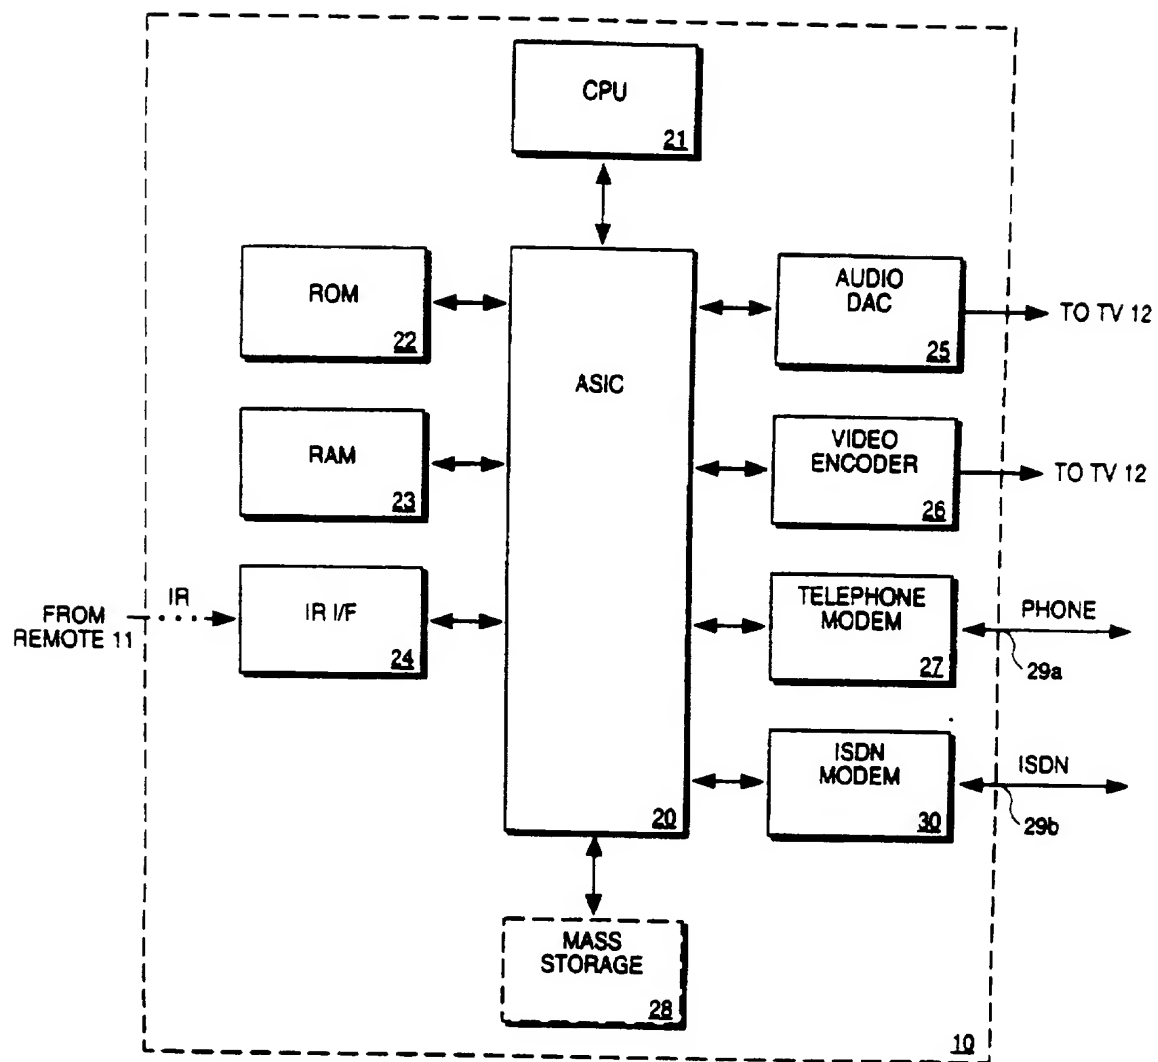 CPU
21
ROM
22
AUDIO
DAC
25
TO TV 12
ASIC
RAM
23
VIDEO
ENCODER
26
TO TV 12
FROM
REMOTE 11
IR
IR I/F
24
TELEPHONE
MODEM
27
PHONE
29a
ISDN
MODEM
30
ISDN
29b
20
MASS
STORAGE
28
10